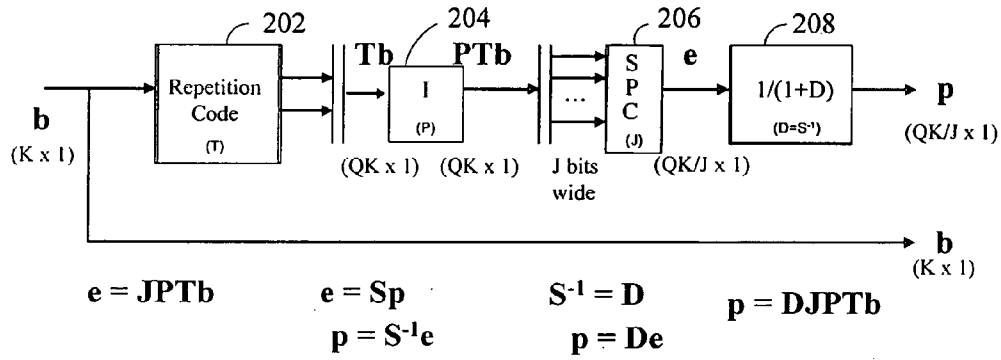 202
204
206
208
Repetition
Code
(T)
Tb
I
(P)
PTb
...
S
P
C
(J)
e
1/(1+D)
(D=S-1)
p
(QK/J x 1)
b
(K x 1)
(QK x 1)
(QK x 1)
J bits
wide
(QK/J x 1)
b
(K x 1)
e = JPTb
e = Sp
S-1 = D
p = DJPTb
p = S-1e
p = De